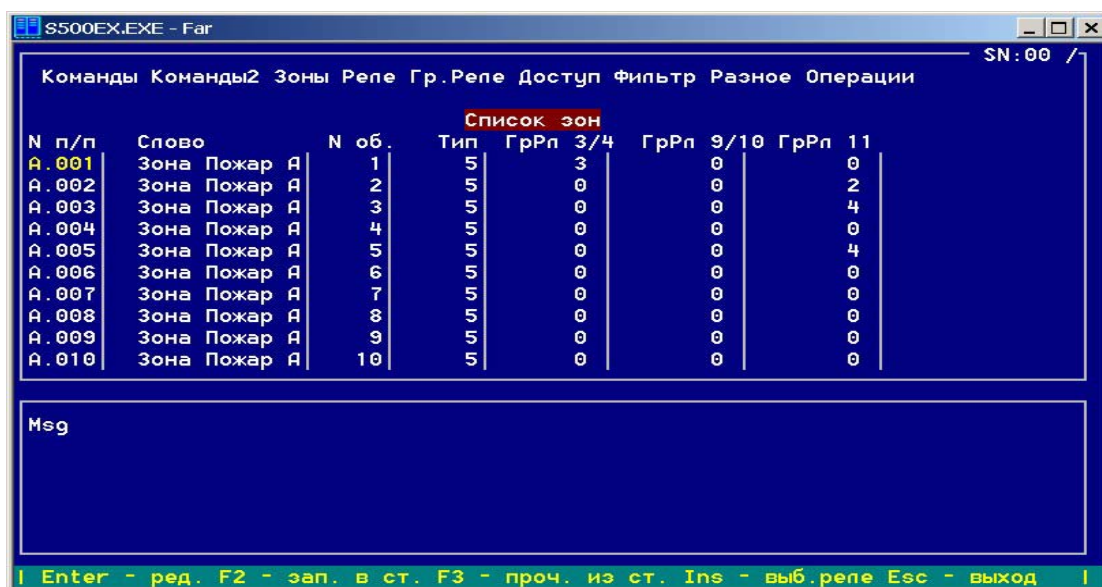 S500EX.EXE - Far
SN:00 /
Команды Команды2 Зоны Реле Гр.Реле Доступ Фильтр Разное Операции
Список зон
N п/п Слово N об. Тип ГрРл 3/4 ГрРл 9/10 ГрРл 11
A.001 Зона Пожар А 1 5 3 0 0
A.002 Зона Пожар А 2 5 0 0 2
A.003 Зона Пожар А 3 5 0 0 4
A.004 Зона Пожар А 4 5 0 0 0
A.005 Зона Пожар А 5 5 0 0 4
A.006 Зона Пожар А 6 5 0 0 0
A.007 Зона Пожар А 7 5 0 0 0
A.008 Зона Пожар А 8 5 0 0 0
A.009 Зона Пожар А 9 5 0 0 0
A.010 Зона Пожар А 10 5 0 0 0
Msg
| Enter - ред. F2 - зап. в ст. F3 - проч. из ст. Ins - выб.реле Esc - выход |